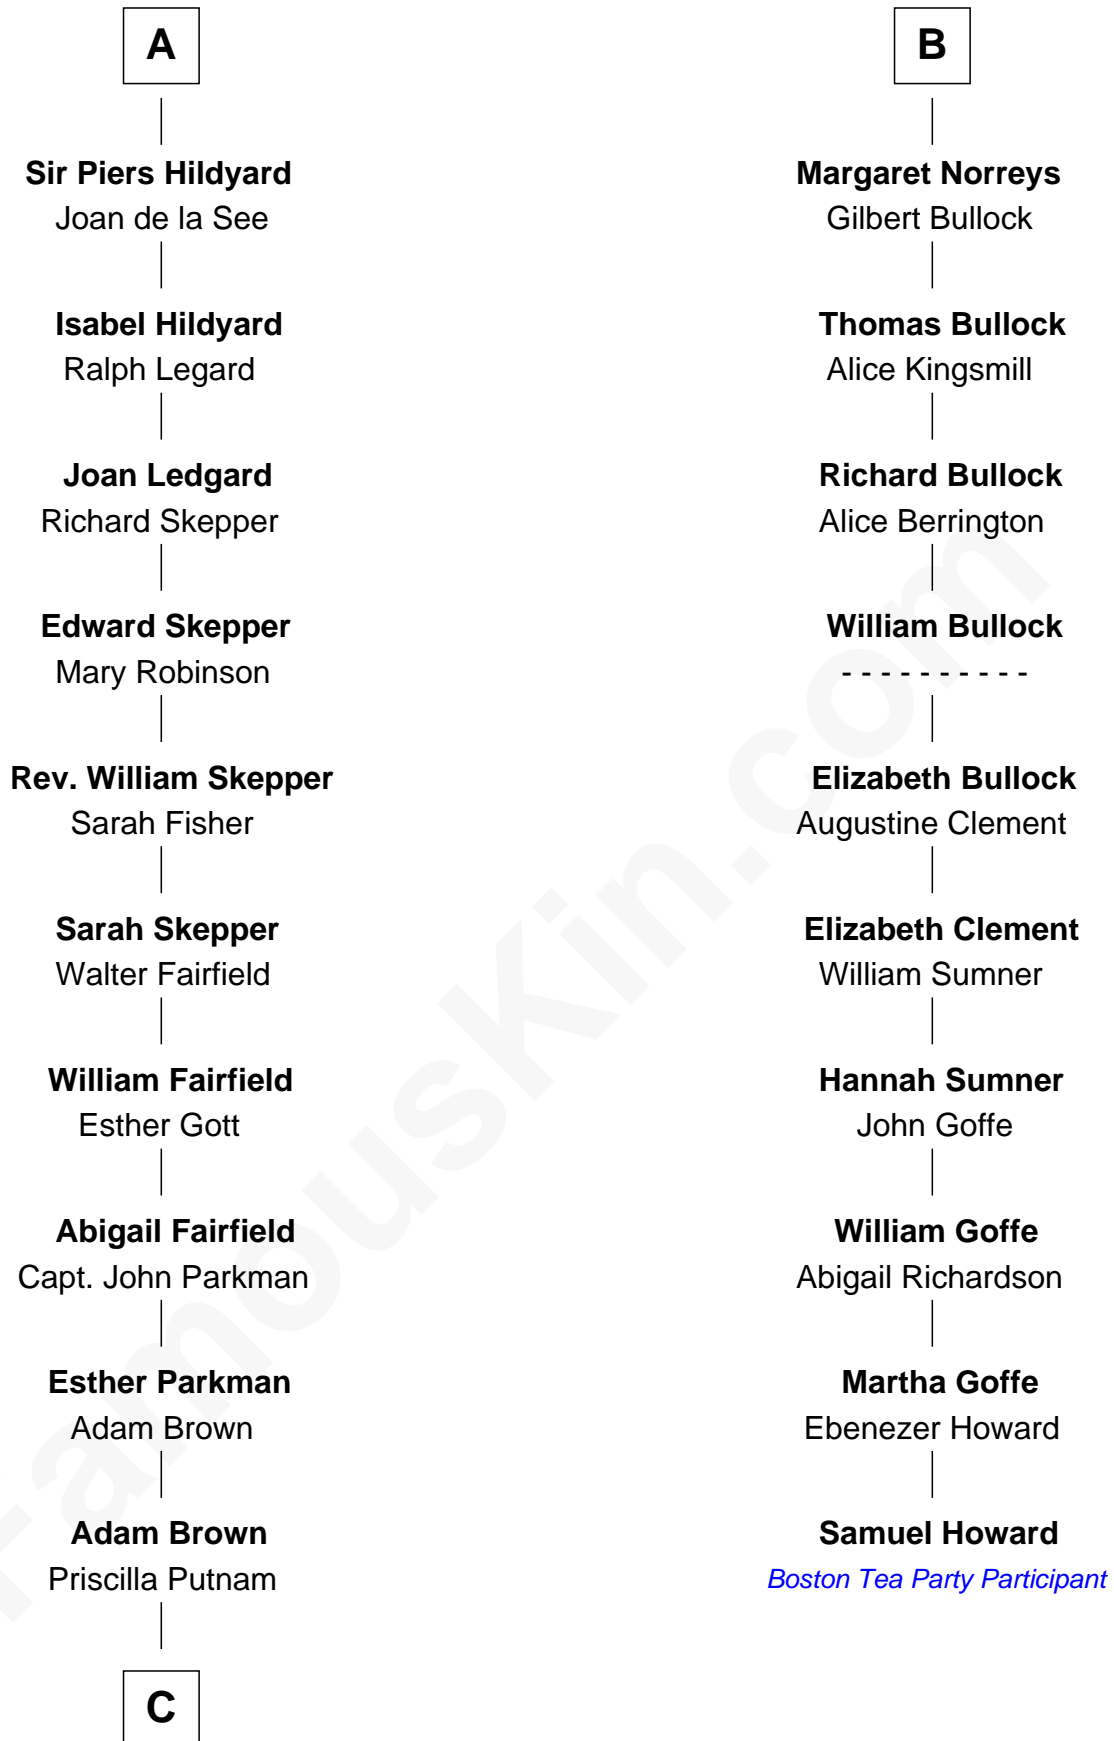 A
Sir Piers Hildyard
Joan de la See
Isabel Hildyard
Ralph Legard
Joan Ledgard
Richard Skepper
Edward Skepper
Mary Robinson
Rev. William Skepper
Sarah Fisher
Sarah Skepper
Walter Fairfield
William Fairfield
Esther Gott
Abigail Fairfield
Capt. John Parkman
Esther Parkman
Adam Brown
Adam Brown
Priscilla Putnam
C
B
Margaret Norreys
Gilbert Bullock
Thomas Bullock
Alice Kingsmill
Richard Bullock
Alice Berrington
William Bullock
- - - - - - - - - -
Elizabeth Bullock
Augustine Clement
Elizabeth Clement
William Sumner
Hannah Sumner
John Goffe
William Goffe
Abigail Richardson
Martha Goffe
Ebenezer Howard
Samuel Howard
Boston Tea Party Participant
FamousKin.com